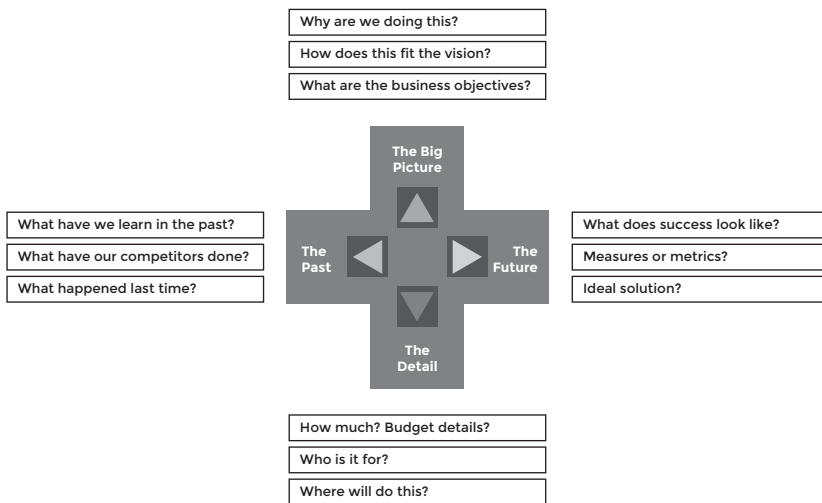 Why are we doing this?
How does this fit the vision?
What are the business objectives?
The Big
Picture
What have we learn in the past?
What have our competitors done?
What happened last time?
The
Past
The
Future
What does success look like?
Measures or metrics?
Ideal solution?
The
Detail
How much? Budget details?
Who is it for?
Where will do this?